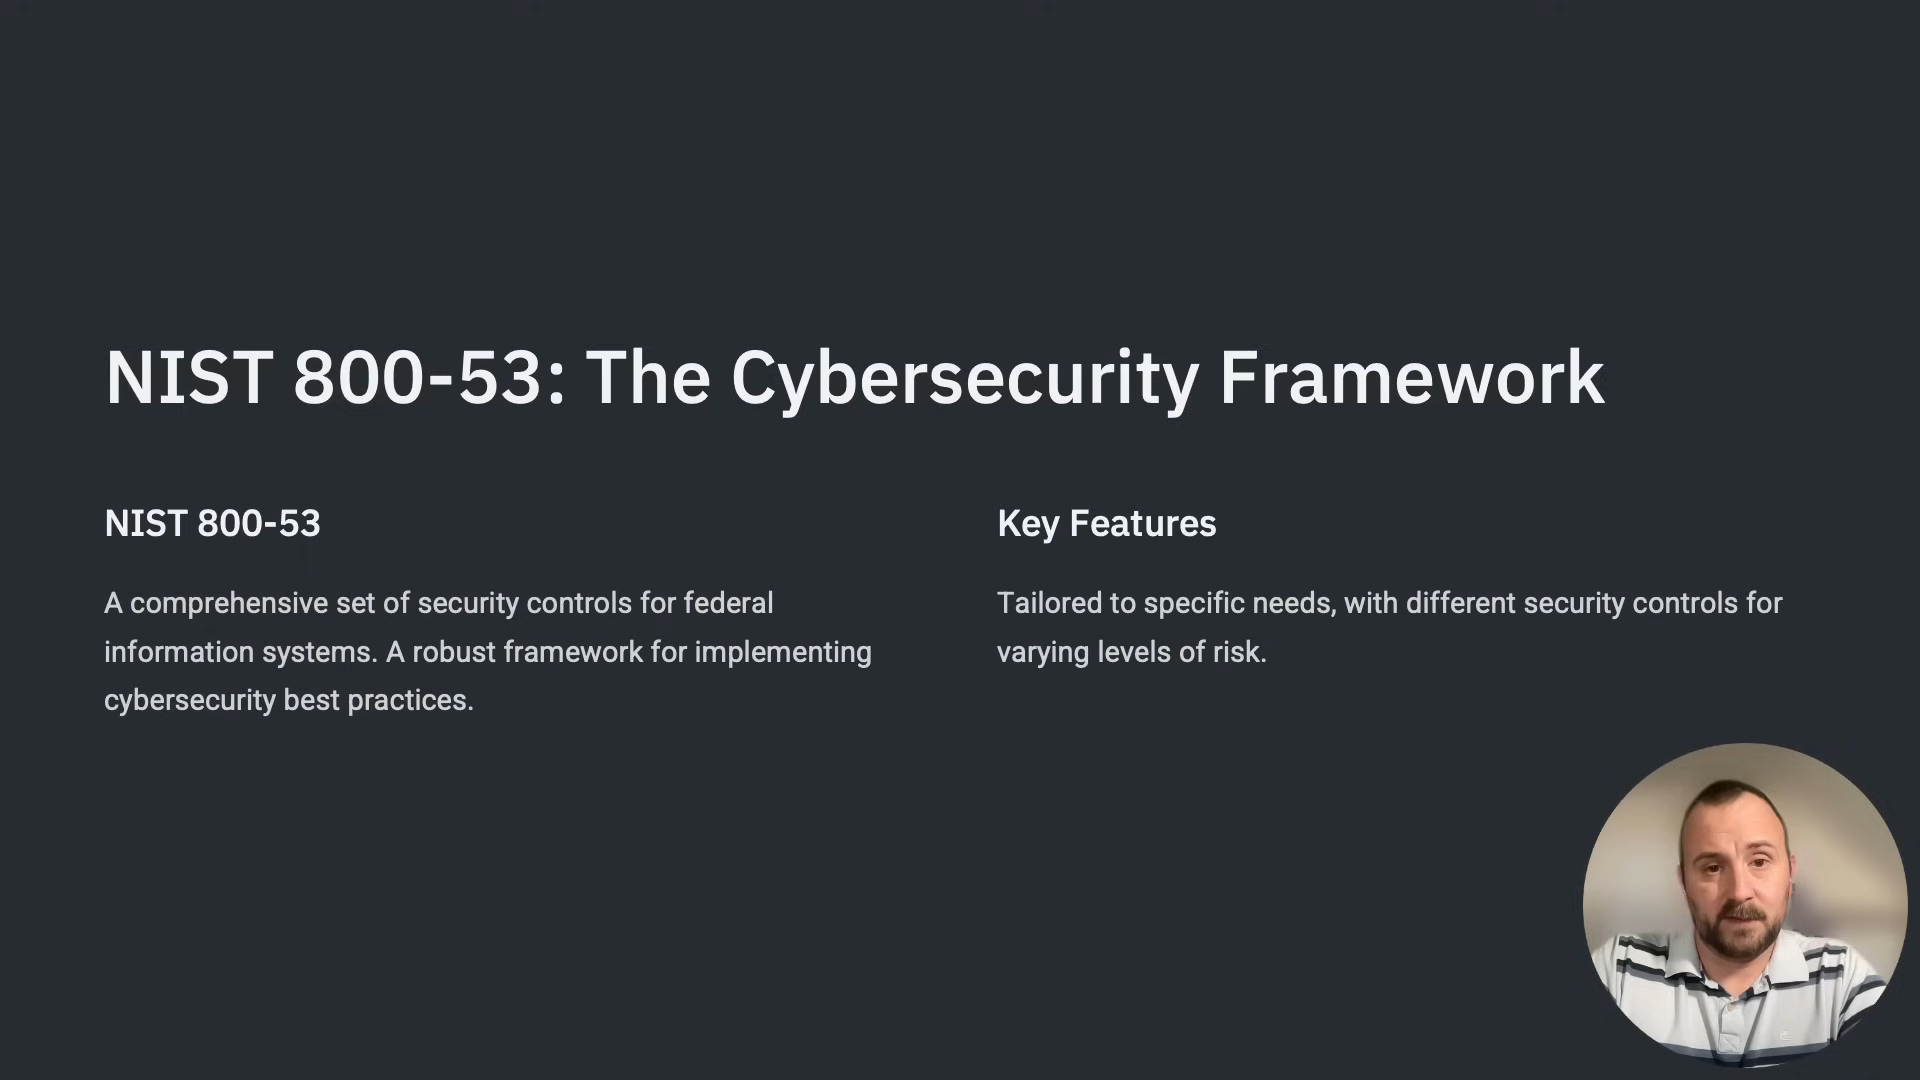 NIST 800-53: The Cybersecurity Framework
NIST 800-53
A comprehensive set of security controls for federal
information systems. A robust framework for implementing
cybersecurity best practices.
Key Features
Tailored to specific needs, with different security controls for
varying levels of risk.